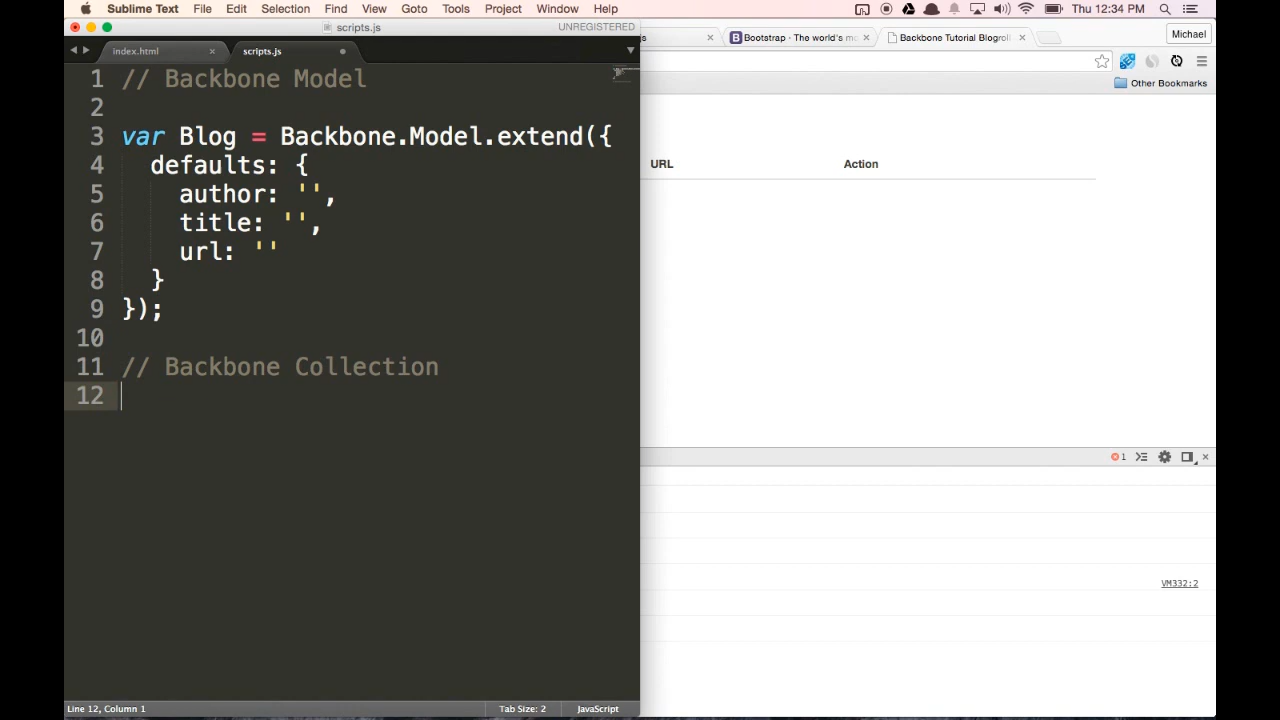 Sublime Text File Edit Selection Find View Goto Tools Project Window Help Thu 12:34 PM
scripts.js UNREGISTERED
index.html × scripts.js
Bootstrap · The world's mo × Backbone Tutorial Blogroll × Michael
Other Bookmarks
1 // Backbone Model
2
3 var Blog = Backbone.Model.extend({
4 defaults: {
5 author: '',
6 title: '',
7 url: ''
8 }
9 });
10
11 // Backbone Collection
12
URL Action
1
VM332:2
Line 12, Column 1 Tab Size: 2 JavaScript